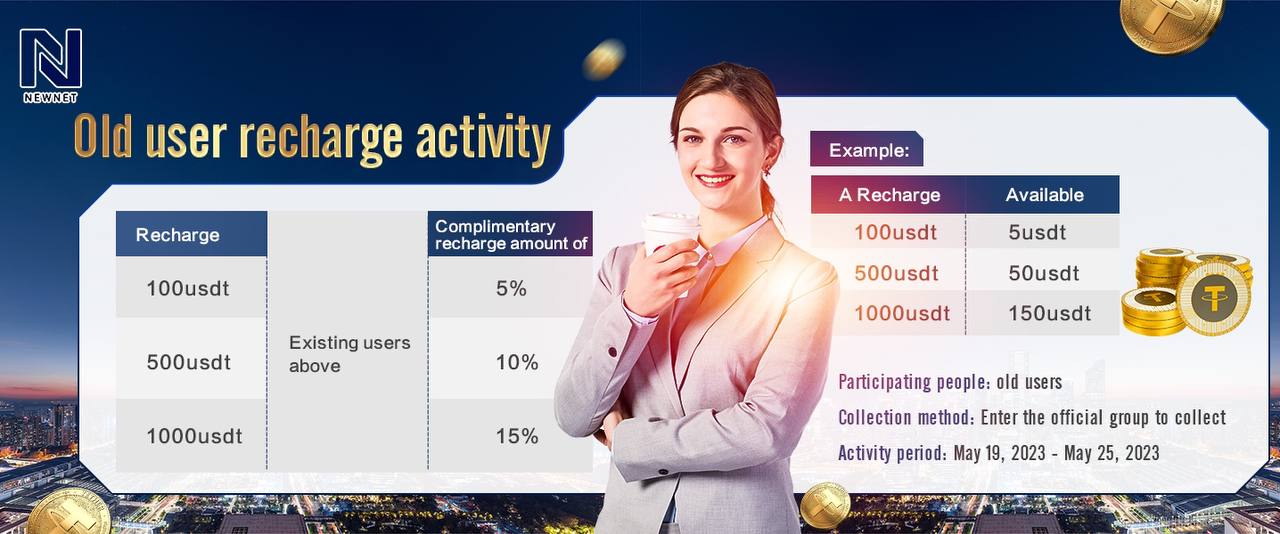 NEWNET
Old user recharge activity
Recharge
Complimentary
recharge amount of
100usdt
5%
Existing users
above
500usdt
10%
1000usdt
15%
Example:
A Recharge
Available
100usdt
5usdt
500usdt
50usdt
1000usdt
150usdt
Participating people: old users
Collection method: Enter the official group to collect
Activity period: May 19, 2023 - May 25, 2023